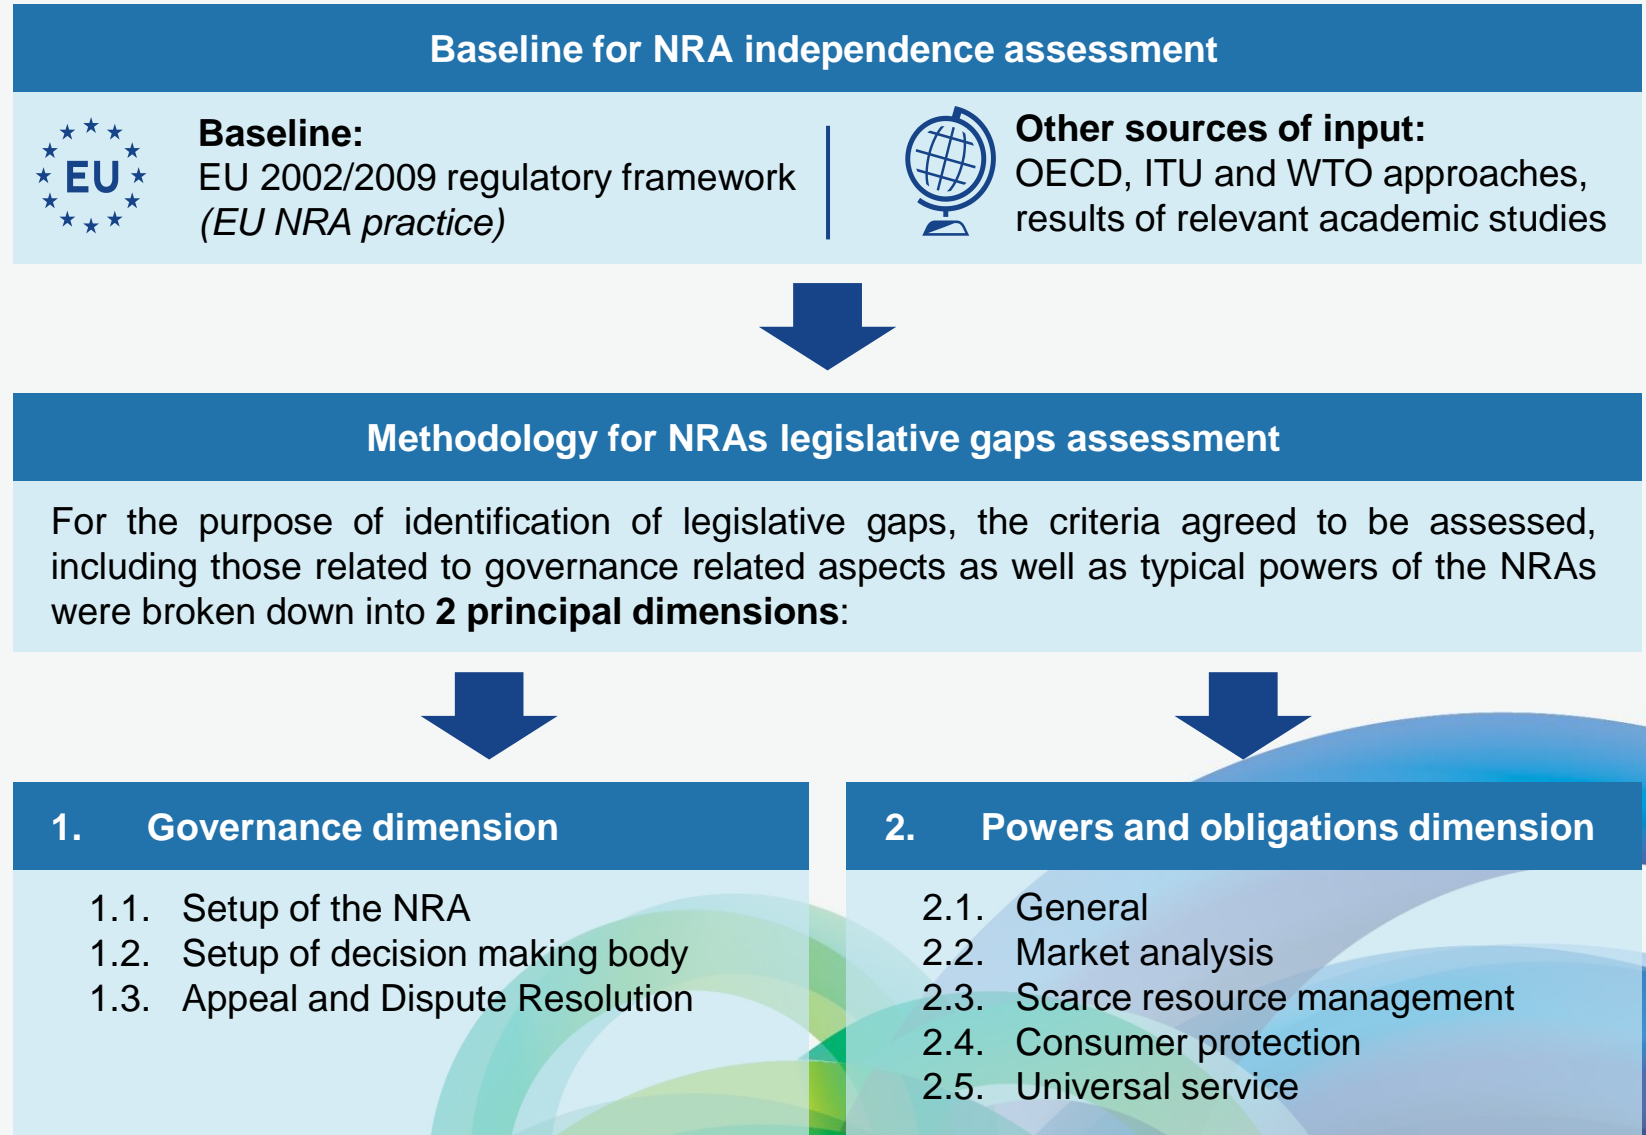 Baseline for NRA independence assessment
EU
Baseline:
EU 2002/2009 regulatory framework
(EU NRA practice)
Other sources of input:
OECD, ITU and WTO approaches,
results of relevant academic studies
Methodology for NRAs legislative gaps assessment
For the purpose of identification of legislative gaps, the criteria agreed to be assessed,
including those related to governance related aspects as well as typical powers of the NRAs
were broken down into 2 principal dimensions:
1. Governance dimension
1.1. Setup of the NRA
1.2. Setup of decision making body
1.3. Appeal and Dispute Resolution
2. Powers and obligations dimension
2.1. General
2.2. Market analysis
2.3. Scarce resource management
2.4. Consumer protection
2.5. Universal service